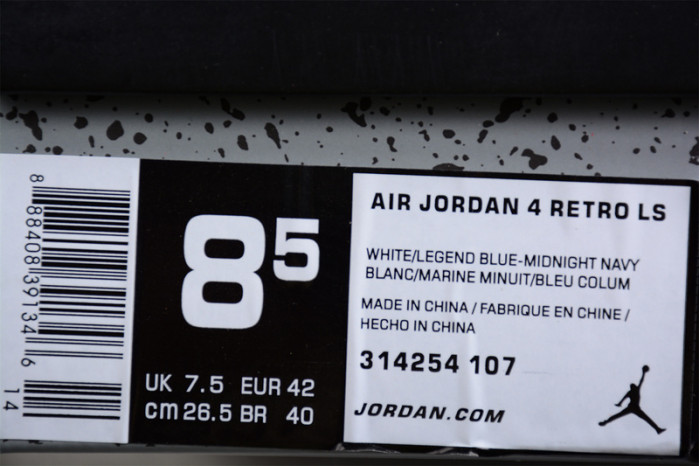 8 88408 39134 6
14
8 5
UK 7.5 EUR 42
cm 26.5 BR 40
AIR JORDAN 4 RETRO LS
WHITE/LEGEND BLUE-MIDNIGHT NAVY
BLANC/MARINE MINUIT/BLEU COLUM
MADE IN CHINA / FABRIQUE EN CHINE /
HECHO IN CHINA
314254 107
JORDAN.COM